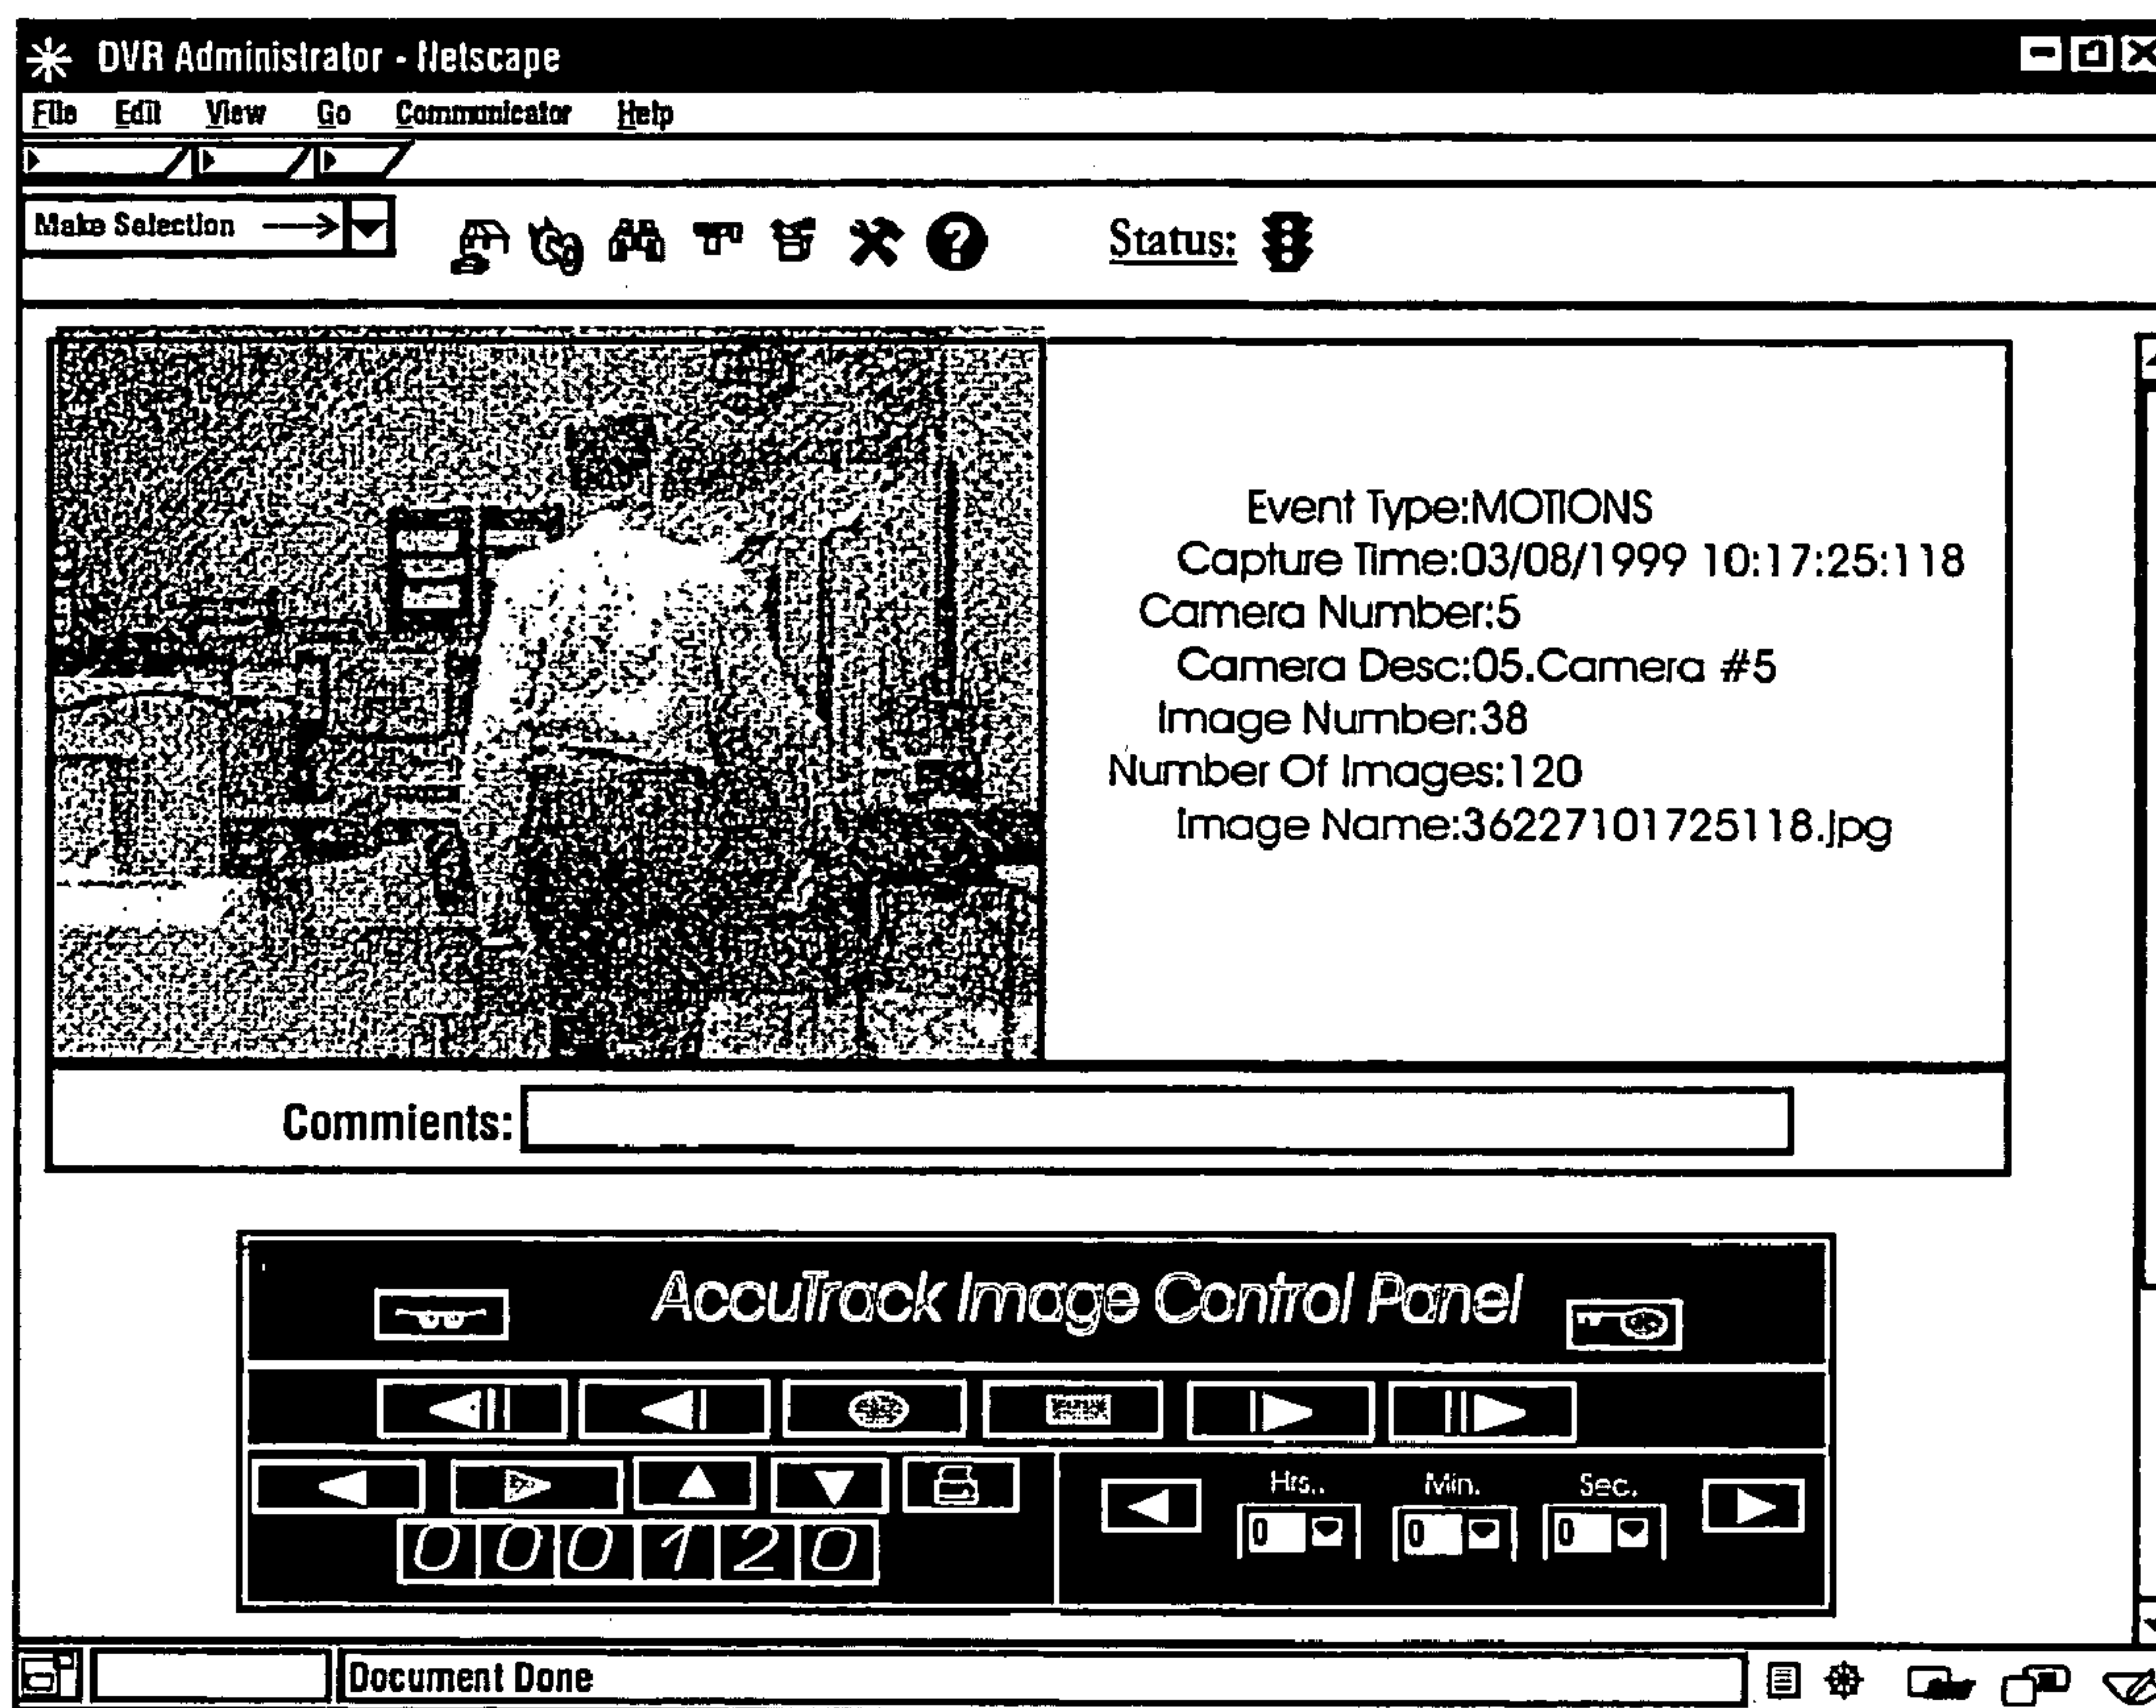 DVR Administrator - Netscape
File Edit View Go Communicator Help
Make Selection
Status:
Event Type:MOTIONS
Capture Time:03/08/1999 10:17:25:118
Camera Number:5
Camera Desc:05.Camera #5
Image Number:38
Number Of Images:120
Image Name:36227101725118.jpg
Commients:
AccuTrack Image Control Panel
Hrs.. Min. Sec.
0 0 0
000120
Document Done